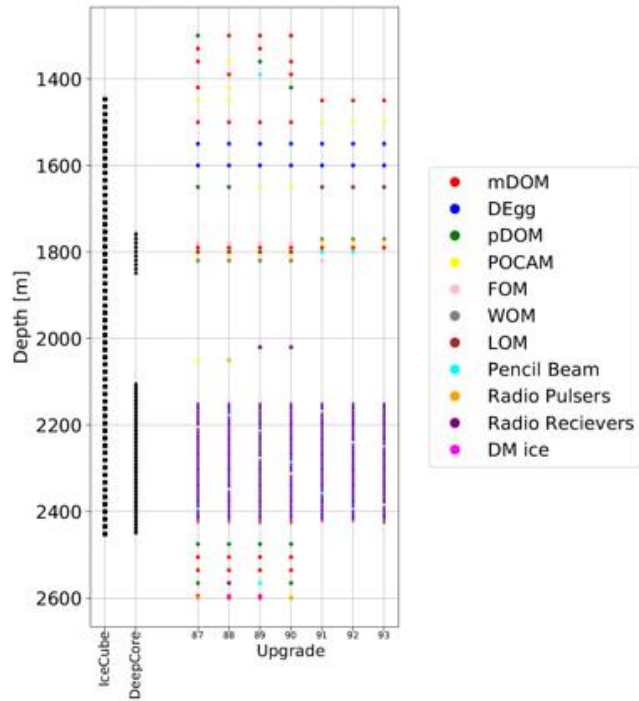 Depth [m]
1400
1600
1800
2000
2200
2400
2600
IceCube
DeepCore
87 88 89 90 91 92 93
Upgrade
mDOM
DEgg
pDOM
POCAM
FOM
WOM
LOM
Pencil Beam
Radio Pulsers
Radio Recievers
DM ice